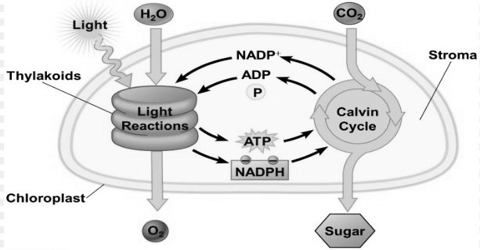 Light
H₂O
CO₂
NADP⁺
Stroma
ADP
P
Thylakoids
Light
Reactions
Calvin
Cycle
ATP
NADPH
Chloroplast
O₂
Sugar